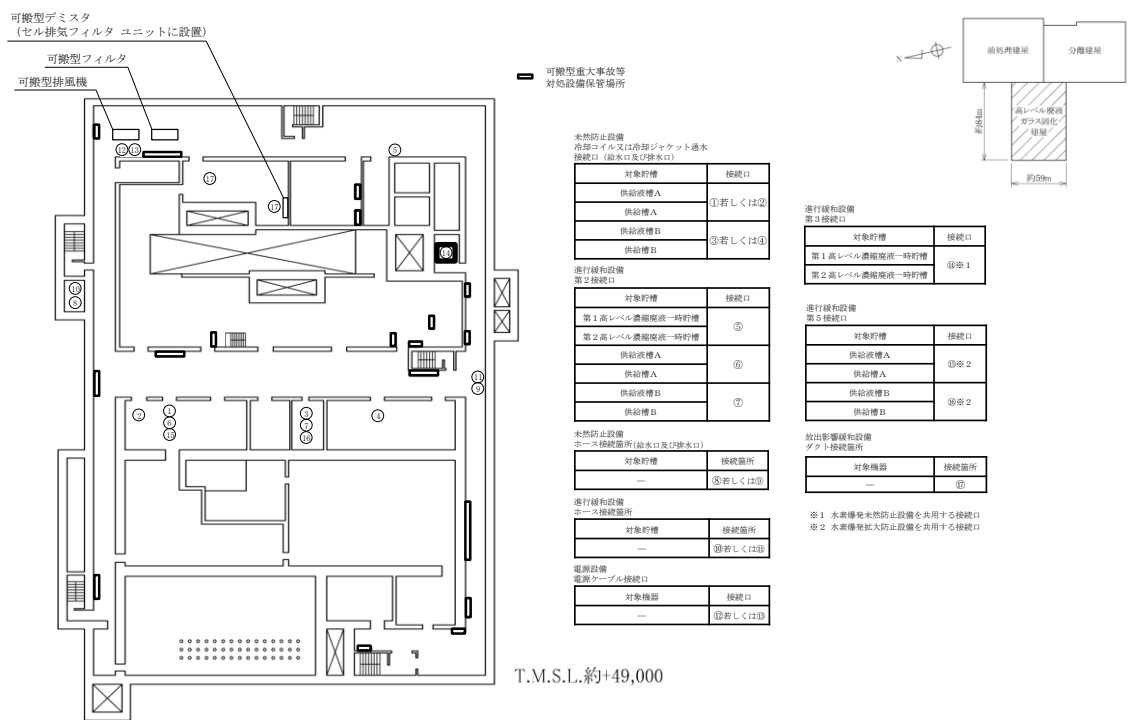 可搬型デミスタ
(セル排気フィルタ ユニットに設置)
可搬型フィルタ
可搬型排風機
可搬型重大事故等
対処設備保管場所
N
前処理建屋
分離建屋
高レベル廃液
ガラス固化
建屋
約84m
約59m
⑫⑬
⑤
⑰
⑰
⑭
⑩
⑧
⑪
⑨
②
①
⑥
⑮
③
⑦
⑯
④
未然防止設備
冷却コイル又は冷却ジャケット通水
接続口(給水口及び排水口)
対象貯槽 接続口
供給液槽A ①若しくは②
供給槽A
供給液槽B ③若しくは④
供給槽B
進行緩和設備
第2接続口
対象貯槽 接続口
第1高レベル濃縮廃液一時貯槽 ⑤
第2高レベル濃縮廃液一時貯槽
供給液槽A ⑥
供給槽A
供給液槽B ⑦
供給槽B
未然防止設備
ホース接続箇所(給水口及び排水口)
対象貯槽 接続箇所
― ⑧若しくは⑨
進行緩和設備
ホース接続箇所
対象貯槽 接続箇所
― ⑩若しくは⑪
電源設備
電源ケーブル接続口
対象機器 接続口
― ⑫若しくは⑬
進行緩和設備
第3接続口
対象貯槽 接続口
第1高レベル濃縮廃液一時貯槽 ⑭※1
第2高レベル濃縮廃液一時貯槽
進行緩和設備
第5接続口
対象貯槽 接続口
供給液槽A ⑮※2
供給槽A
供給液槽B ⑯※2
供給槽B
放出影響緩和設備
ダクト接続箇所
対象機器 接続箇所
― ⑰
※1 水素爆発未然防止設備を共用する接続口
※2 水素爆発拡大防止設備を共用する接続口
T.M.S.L.約+49,000